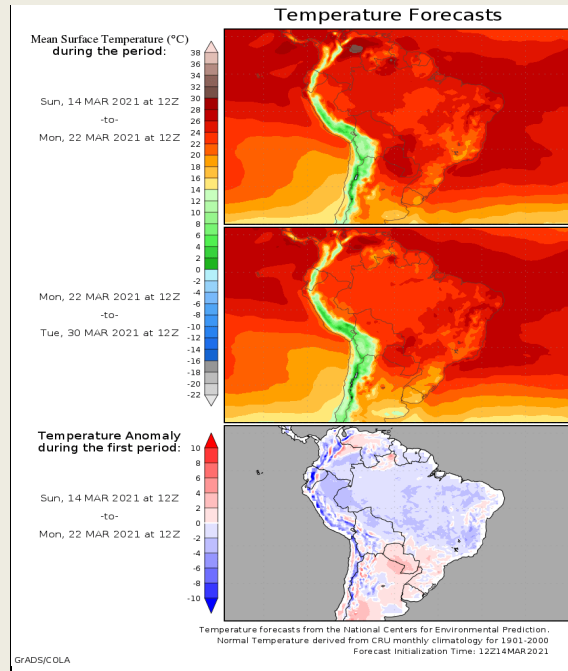 Temperature Forecasts
Mean Surface Temperature (°C)
during the period:
38
36
34
32
30
28
26
24
22
20
18
16
14
12
10
8
6
4
2
0
-2
-4
-6
-8
-10
-12
-14
-16
-18
-20
-22
Sun, 14 MAR 2021 at 12Z
-to-
Mon, 22 MAR 2021 at 12Z
Mon, 22 MAR 2021 at 12Z
-to-
Tue, 30 MAR 2021 at 12Z
Temperature Anomaly
during the first period:
10
8
6
4
2
0
-2
-4
-6
-8
-10
Sun, 14 MAR 2021 at 12Z
-to-
Mon, 22 MAR 2021 at 12Z
Temperature forecasts from the National Centers for Environmental Prediction.
Normal Temperature derived from CRU monthly climatology for 1901-2000
Forecast Initialization Time: 12Z14MAR2021
GrADS/COLA